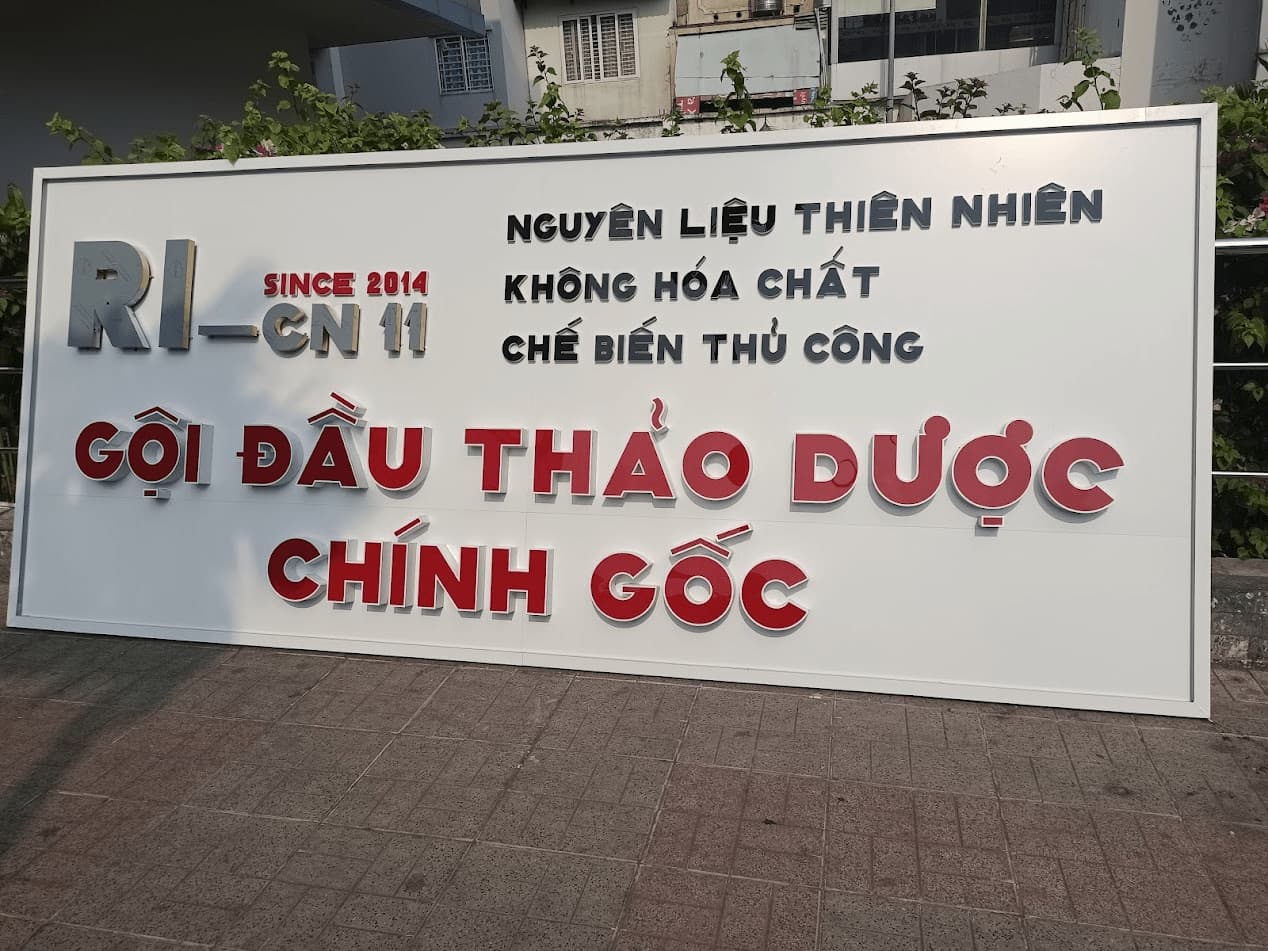 RI_CN 11
SINCE 2014
NGUYÊN LIỆU THIÊN NHIÊN
KHÔNG HÓA CHẤT
CHẾ BIẾN THỦ CÔNG
GỘI ĐẦU THẢO DƯỢC
CHÍNH GỐC